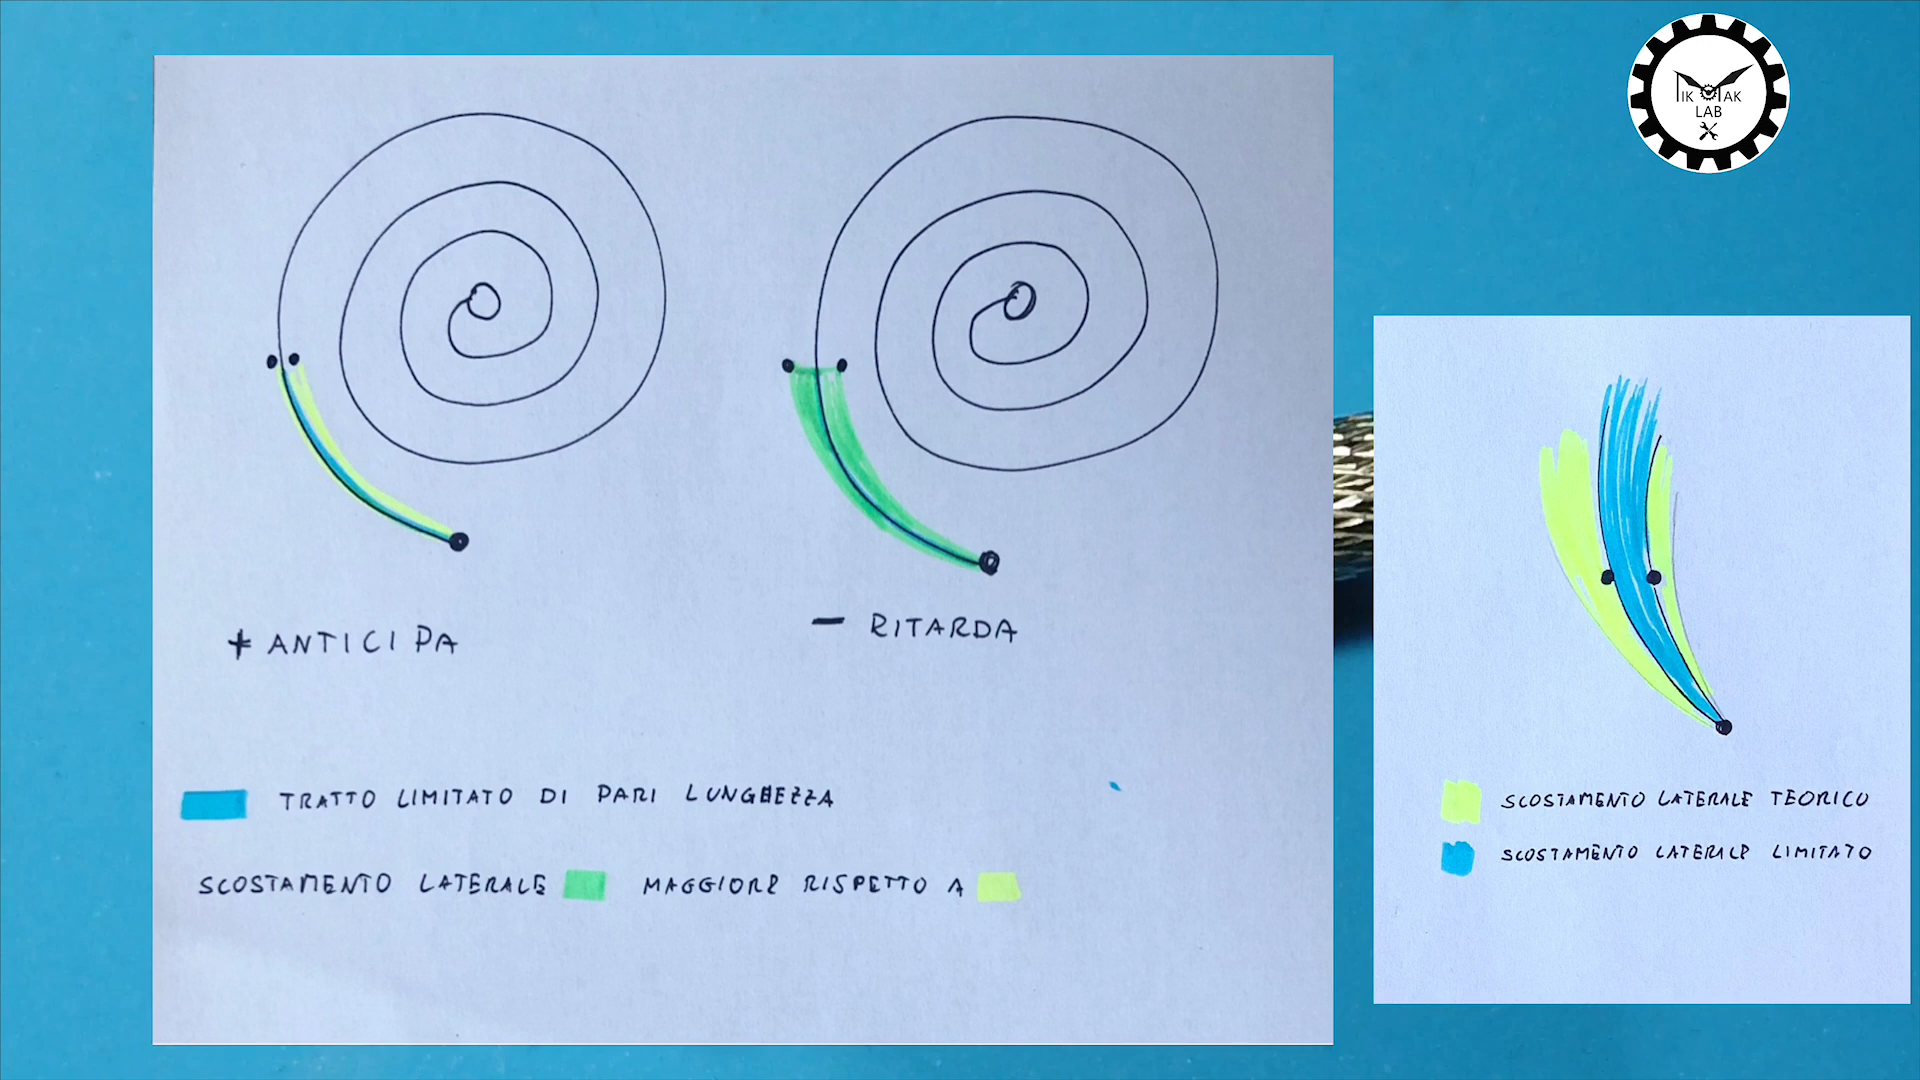 + ANTICIPA
- RITARDA
TRATTO LIMITATO DI PARI LUNGHEZZA
SCOSTAMENTO LATERALE MAGGIORE RISPETTO A
TIK TAK
LAB
SCOSTAMENTO LATERALE TEORICO
SCOSTAMENTO LATERALE LIMITATO